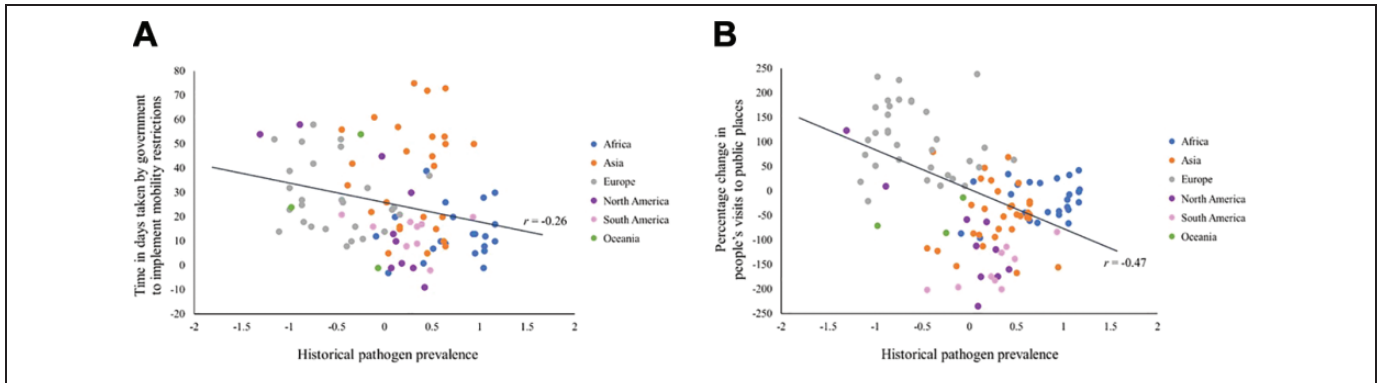 A
Time in days taken by government
to implement mobility restrictions
80
70
60
50
40
30
20
10
0
-10
-20
-2
-1.5
-1
-0.5
0
0.5
1
1.5
2
Historical pathogen prevalence
r = -0.26
Africa
Asia
Europe
North America
South America
Oceania
B
Percentage change in
people's visits to public places
250
200
150
100
50
0
-50
-100
-150
-200
-250
-2
-1.5
-1
-0.5
0
0.5
1
1.5
2
Historical pathogen prevalence
r = -0.47
Africa
Asia
Europe
North America
South America
Oceania